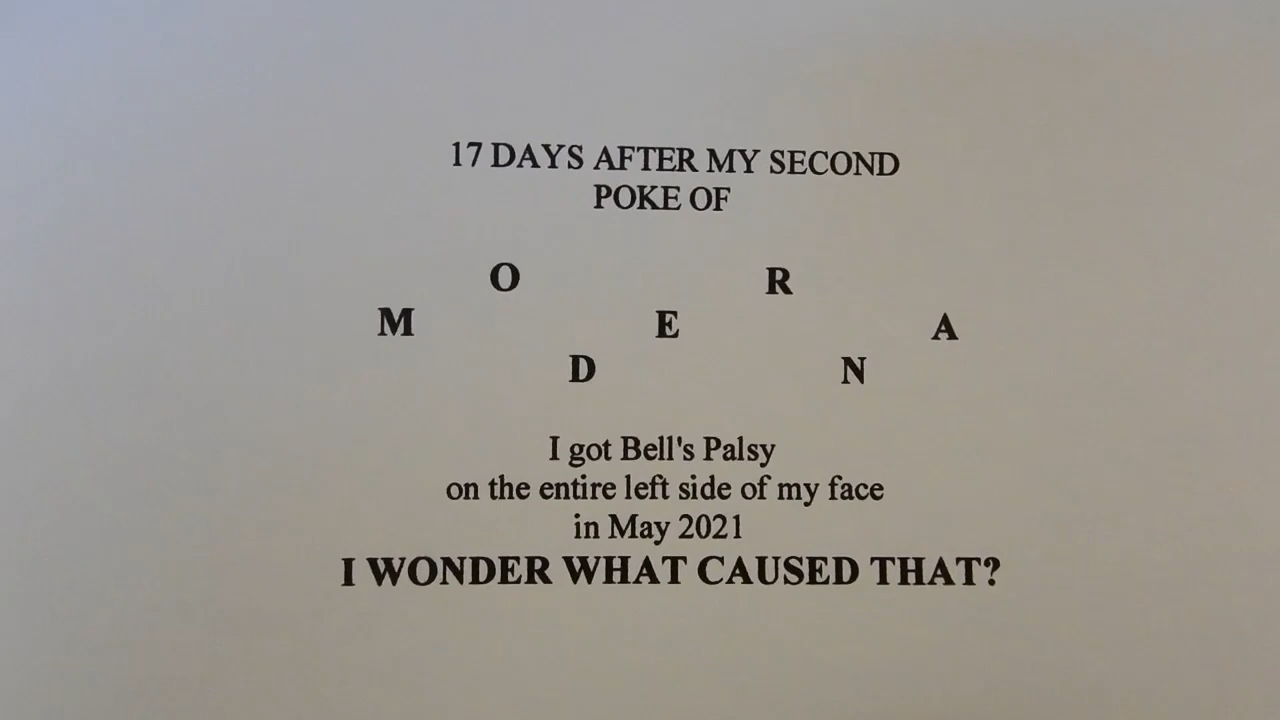 17 DAYS AFTER MY SECOND
POKE OF
MODERNA
I got Bell's Palsy
on the entire left side of my face
in May 2021
I WONDER WHAT CAUSED THAT?